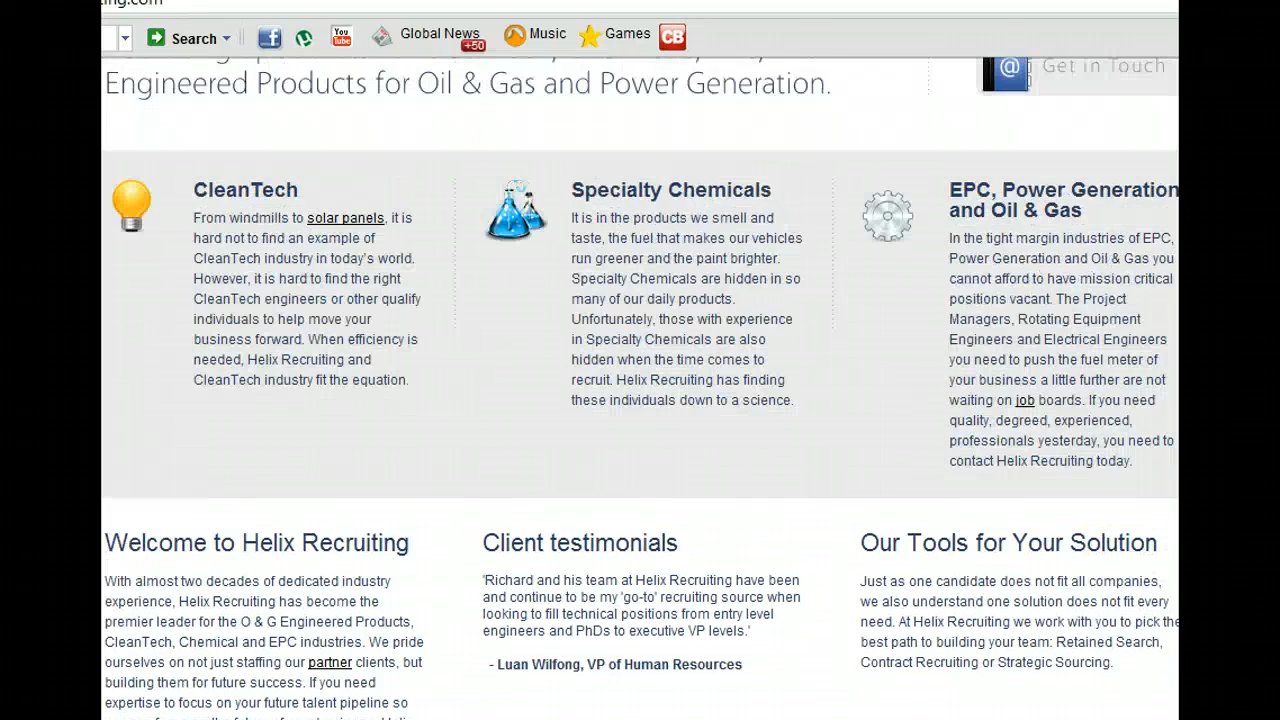 ting.com
Search
You
Tube
Global News
+50
Music
Games
CB
Engineered Products for Oil & Gas and Power Generation.
@
Get in Touch
CleanTech
From windmills to solar panels, it is
hard not to find an example of
CleanTech industry in today's world.
However, it is hard to find the right
CleanTech engineers or other qualify
individuals to help move your
business forward. When efficiency is
needed, Helix Recruiting and
CleanTech industry fit the equation.
Specialty Chemicals
It is in the products we smell and
taste, the fuel that makes our vehicles
run greener and the paint brighter.
Specialty Chemicals are hidden in so
many of our daily products.
Unfortunately, those with experience
in Specialty Chemicals are also
hidden when the time comes to
recruit. Helix Recruiting has finding
these individuals down to a science.
EPC, Power Generation
and Oil & Gas
In the tight margin industries of EPC,
Power Generation and Oil & Gas you
cannot afford to have mission critical
positions vacant. The Project
Managers, Rotating Equipment
Engineers and Electrical Engineers
you need to push the fuel meter of
your business a little further are not
waiting on job boards. If you need
quality, degreed, experienced,
professionals yesterday, you need to
contact Helix Recruiting today.
Welcome to Helix Recruiting
With almost two decades of dedicated industry
experience, Helix Recruiting has become the
premier leader for the O & G Engineered Products,
CleanTech, Chemical and EPC industries. We pride
ourselves on not just staffing our partner clients, but
building them for future success. If you need
expertise to focus on your future talent pipeline so
Client testimonials
'Richard and his team at Helix Recruiting have been
and continue to be my 'go-to' recruiting source when
looking to fill technical positions from entry level
engineers and PhDs to executive VP levels.'
- Luan Wilfong, VP of Human Resources
Our Tools for Your Solution
Just as one candidate does not fit all companies,
we also understand one solution does not fit every
need. At Helix Recruiting we work with you to pick the
best path to building your team: Retained Search,
Contract Recruiting or Strategic Sourcing.